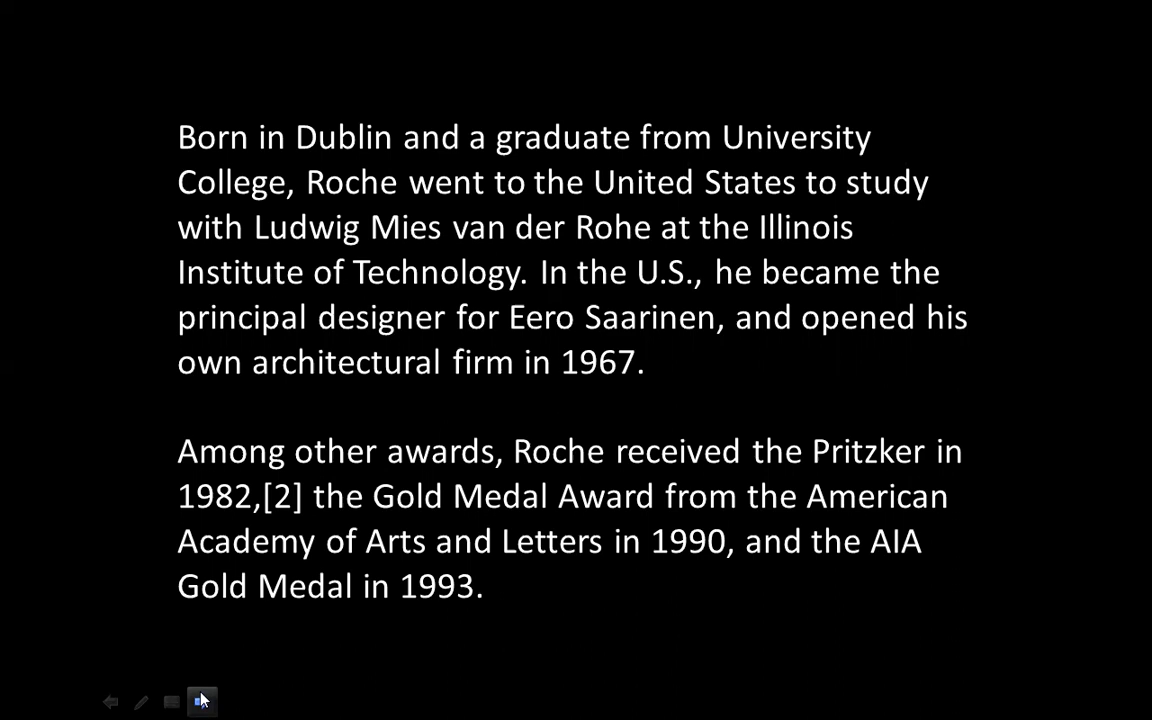 Born in Dublin and a graduate from University
College, Roche went to the United States to study
with Ludwig Mies van der Rohe at the Illinois
Institute of Technology. In the U.S., he became the
principal designer for Eero Saarinen, and opened his
own architectural firm in 1967.
Among other awards, Roche received the Pritzker in
1982,[2] the Gold Medal Award from the American
Academy of Arts and Letters in 1990, and the AIA
Gold Medal in 1993.